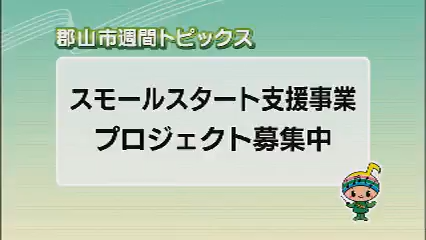 郡山市週間トピックス
スモールスタート支援事業
プロジェクト募集中